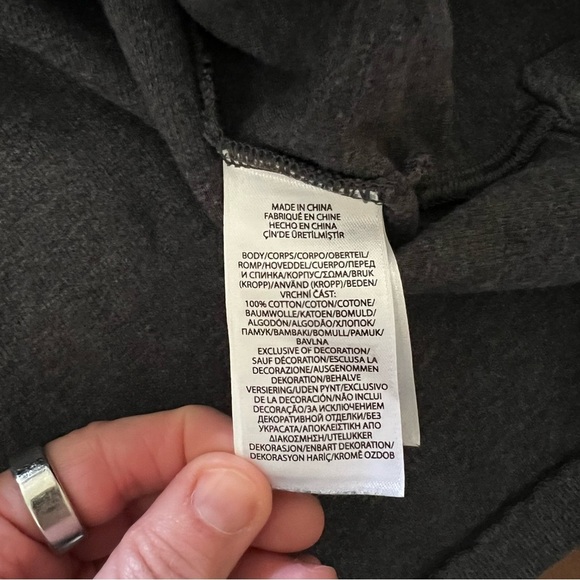 MADE IN CHINA
FABRIQUÉ EN CHINE
HECHO EN CHINA
ÇİN'DE ÜRETİLMİŞTİR
BODY/CORPS/CORPO/OBERTEIL/
ROMP/HOVEDDEL/CUERPO/ПЕРЕД
И СПИНКА/КОРПУС/ΣΩΜΑ/BRUK
(KROPP)/ANVÄND (KROPP)/BEDEN/
VRCHNÍ ČÁST:
100% COTTON/COTON/COTONE/
BAUMWOLLE/KATOEN/BOMULD/
ALGODÓN/ALGODÃO/ХЛОПОК/
ПАМУК/ΒΑΜΒΑΚΙ/BOMULL/PAMUK/
BAVLNA
EXCLUSIVE OF DECORATION/
SAUF DÉCORATION/ESCLUSA LA
DECORAZIONE/AUSGENOMMEN
DEKORATION/BEHALVE
VERSIERING/UDEN PYNT/EXCLUSIVO
DE LA DECORACIÓN/NÃO INCLUI
DECORAÇÃO/ЗА ИСКЛЮЧЕНИЕМ
ДЕКОРАТИВНОЙ ОТДЕЛКИ/БЕЗ
УКРАСАТА/ΑΠΟΚΛΕΙΣΤΙΚΗ ΑΠΟ
ΔΙΑΚΟΣΜΗΣΗ/UTELUKKER
DEKORASJON/ENBART DEKORATION/
DEKORASYON HARİÇ/KROMĚ OZDOB